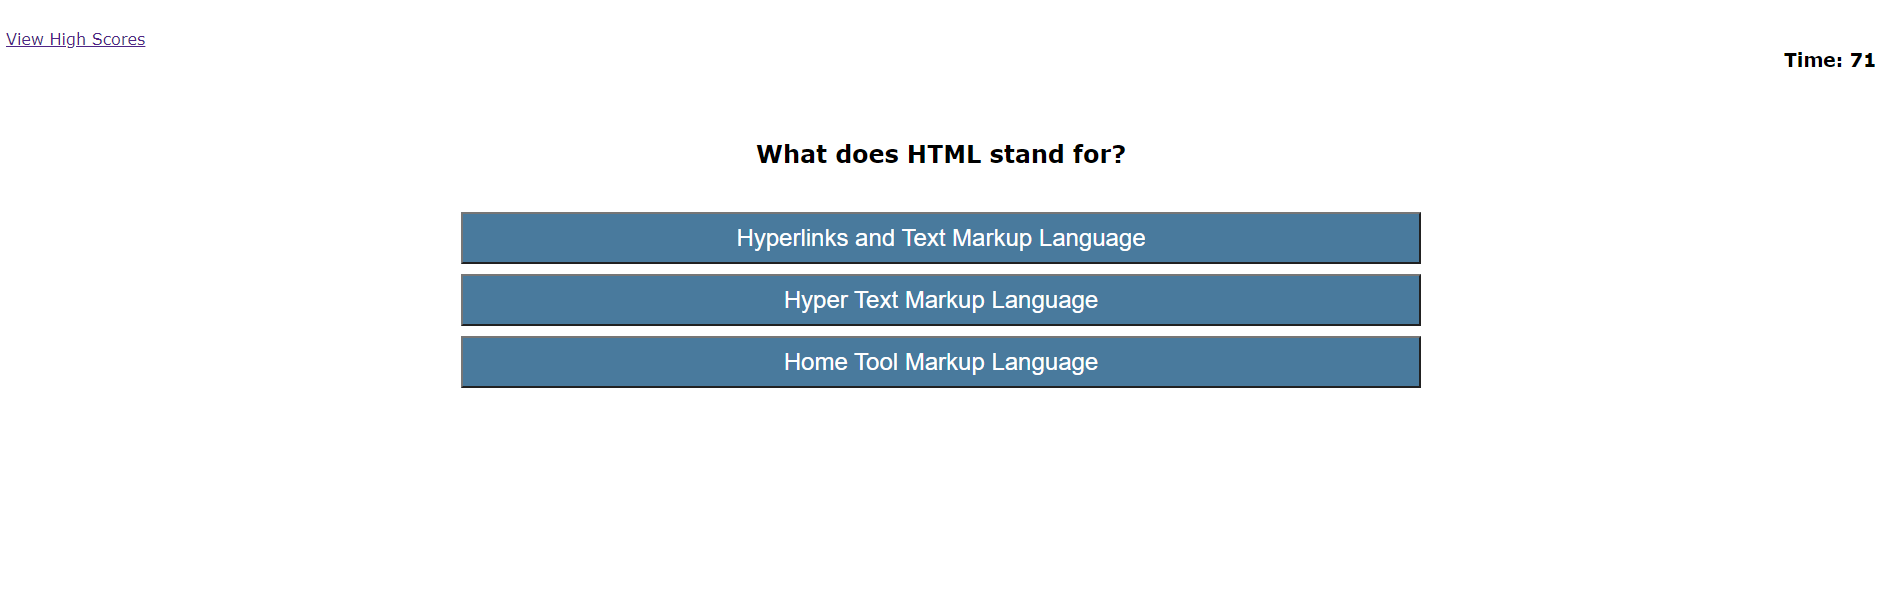 View High Scores
Time: 71
What does HTML stand for?
Hyperlinks and Text Markup Language
Hyper Text Markup Language
Home Tool Markup Language